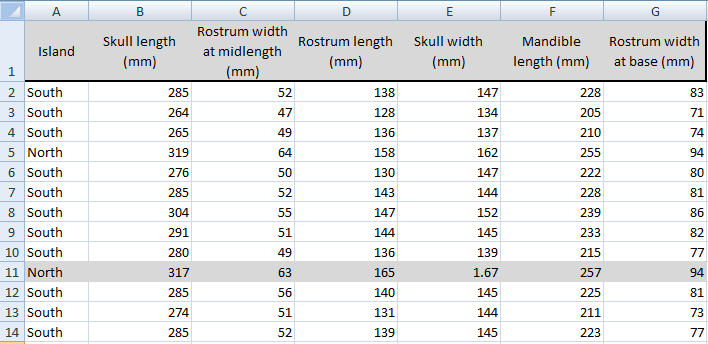 A B C D E F G
1 Island Skull length (mm) Rostrum width at midlength (mm) Rostrum length (mm) Skull width (mm) Mandible length (mm) Rostrum width at base (mm)
2 South 285 52 138 147 228 83
3 South 264 47 128 134 205 71
4 South 265 49 136 137 210 74
5 North 319 64 158 162 255 94
6 South 276 50 130 147 222 80
7 South 285 52 143 144 228 81
8 South 304 55 147 152 239 86
9 South 291 51 144 145 233 82
10 South 280 49 136 139 215 77
11 North 317 63 165 1.67 257 94
12 South 285 56 140 145 225 81
13 South 274 51 131 144 211 73
14 South 285 52 139 145 223 77